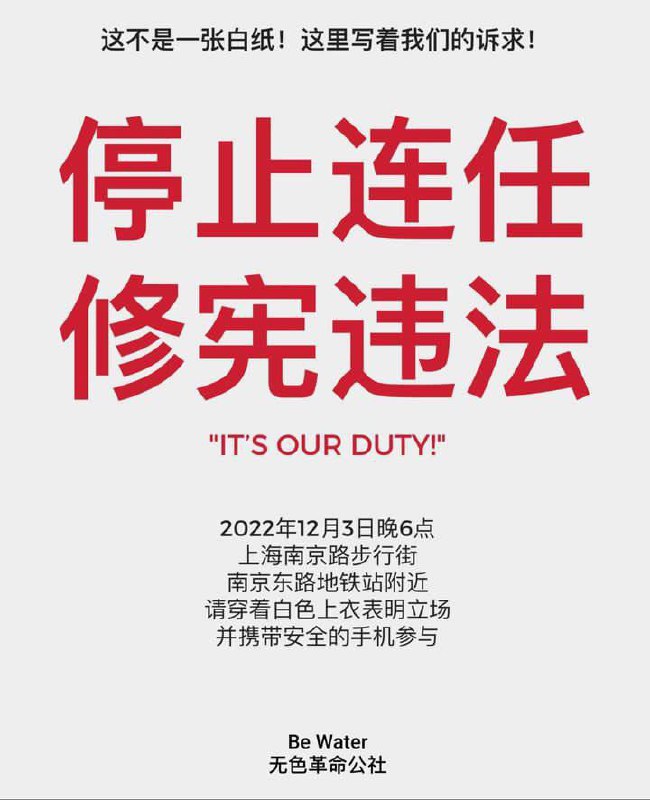 这不是一张白纸！这里写着我们的诉求！
停止连任
修宪违法
"IT'S OUR DUTY!"
2022年12月3日晚6点
上海南京路步行街
南京东路地铁站附近
请穿着白色上衣表明立场
并携带安全的手机参与
Be Water
无色革命公社